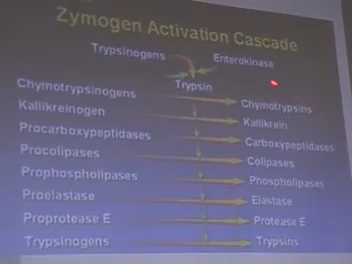 Zymogen Activation Cascade
Trypsinogens Enterokinase
Trypsin
Chymotrypsinogens Chymotrypsins
Kallikreinogen Kallikrein
Procarboxypeptidases Carboxypeptidases
Procolipases Colipases
Prophospholipases Phospholipases
Proelastase Elastase
Proprotease E Protease E
Trypsinogens Trypsins